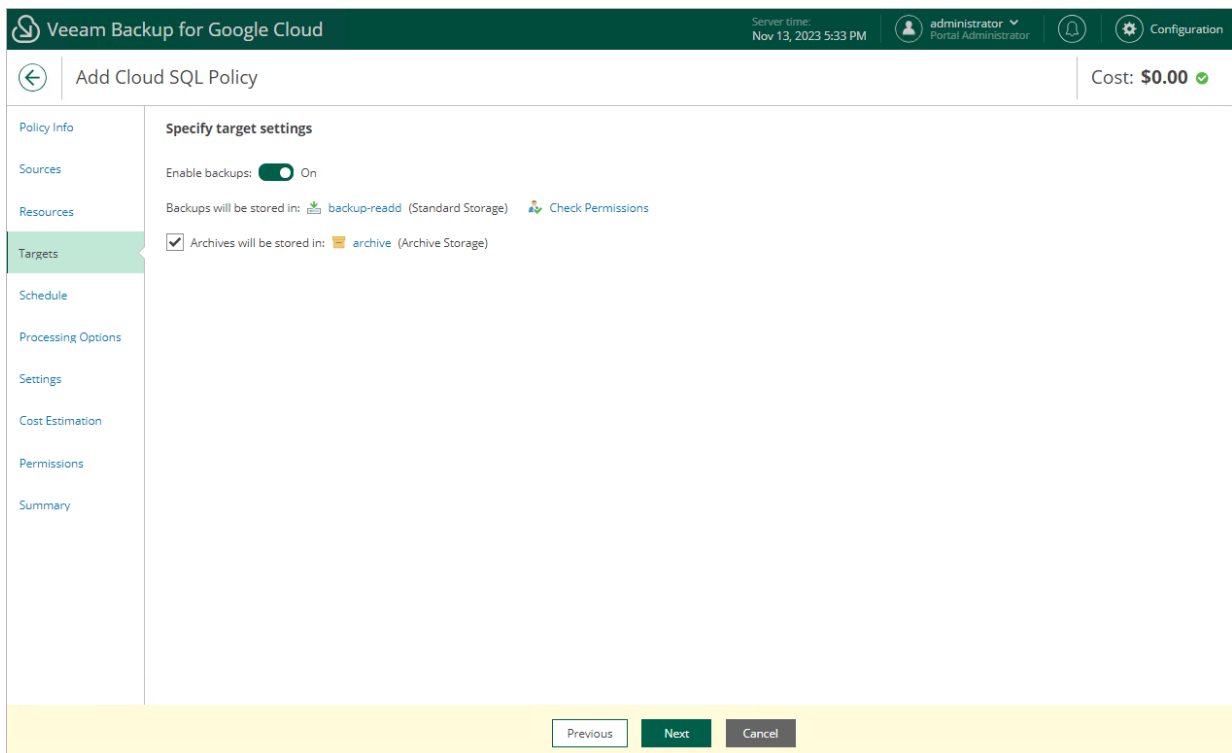 Veeam Backup for Google Cloud
Server time:
Nov 13, 2023 5:33 PM
administrator
Portal Administrator
Configuration
Add Cloud SQL Policy
Cost: $0.00
Policy Info
Sources
Resources
Targets
Schedule
Processing Options
Settings
Cost Estimation
Permissions
Summary
Specify target settings
Enable backups: On
Backups will be stored in: backup-readd (Standard Storage) Check Permissions
Archives will be stored in: archive (Archive Storage)
Previous Next Cancel